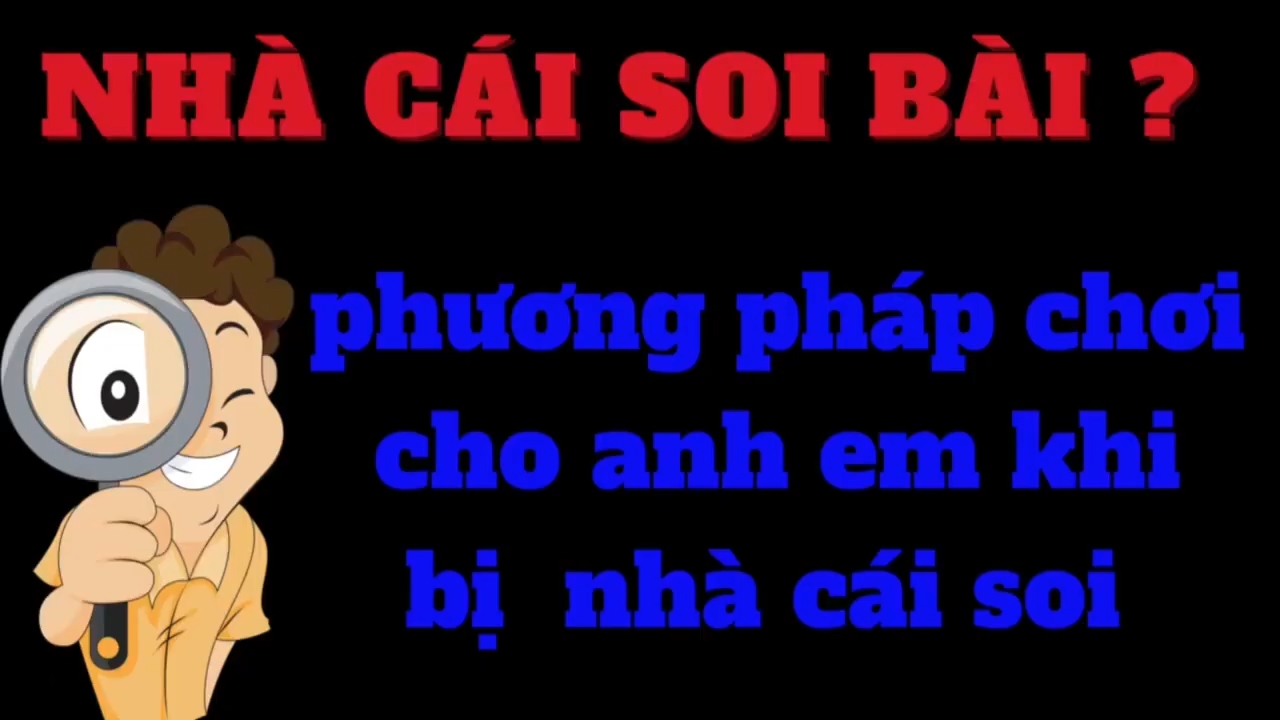 NHÀ CÁI SOI BÀI ?
phương pháp chơi
cho anh em khi
bị nhà cái soi